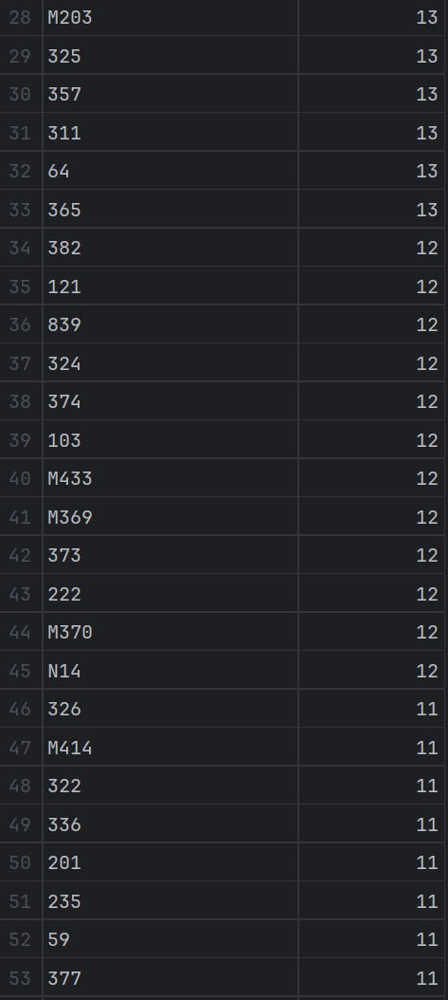 28 M203 13
29 325 13
30 357 13
31 311 13
32 64 13
33 365 13
34 382 12
35 121 12
36 839 12
37 324 12
38 374 12
39 103 12
40 M433 12
41 M369 12
42 373 12
43 222 12
44 M370 12
45 N14 12
46 326 11
47 M414 11
48 322 11
49 336 11
50 201 11
51 235 11
52 59 11
53 377 11